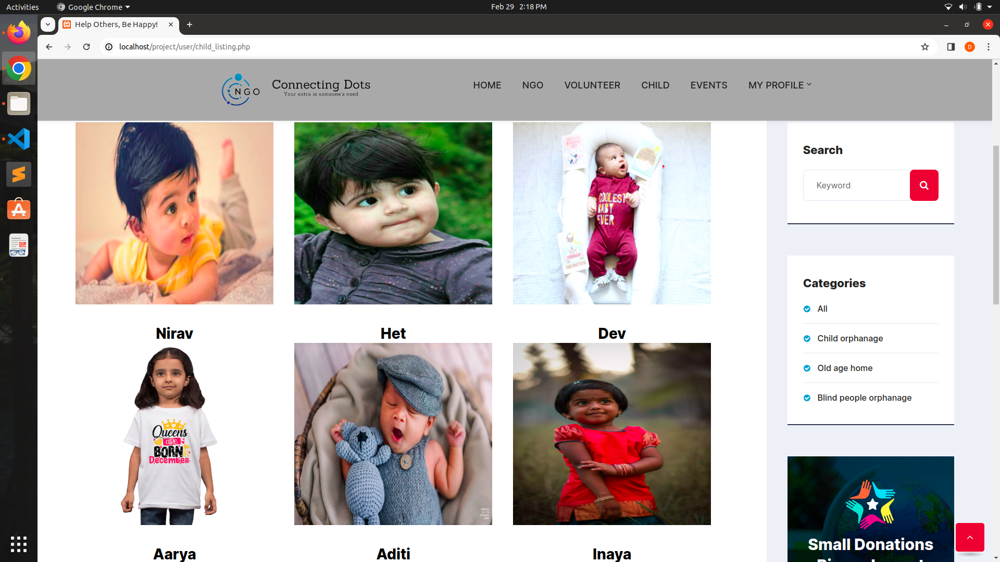 Activities
Google Chrome
Feb 29 2:18 PM
Help Others, Be Happy!
localhost/project/user/child_listing.php
D
NGO
Connecting Dots
Your extra is someone's need
HOME
NGO
VOLUNTEER
CHILD
EVENTS
MY PROFILE
COOLEST
BABY
EVER
Nirav
Het
Dev
Queens
are
BORN in
December
Aarya
Aditi
Inaya
Search
Keyword
Categories
All
Child orphanage
Old age home
Blind people orphanage
Small Donations